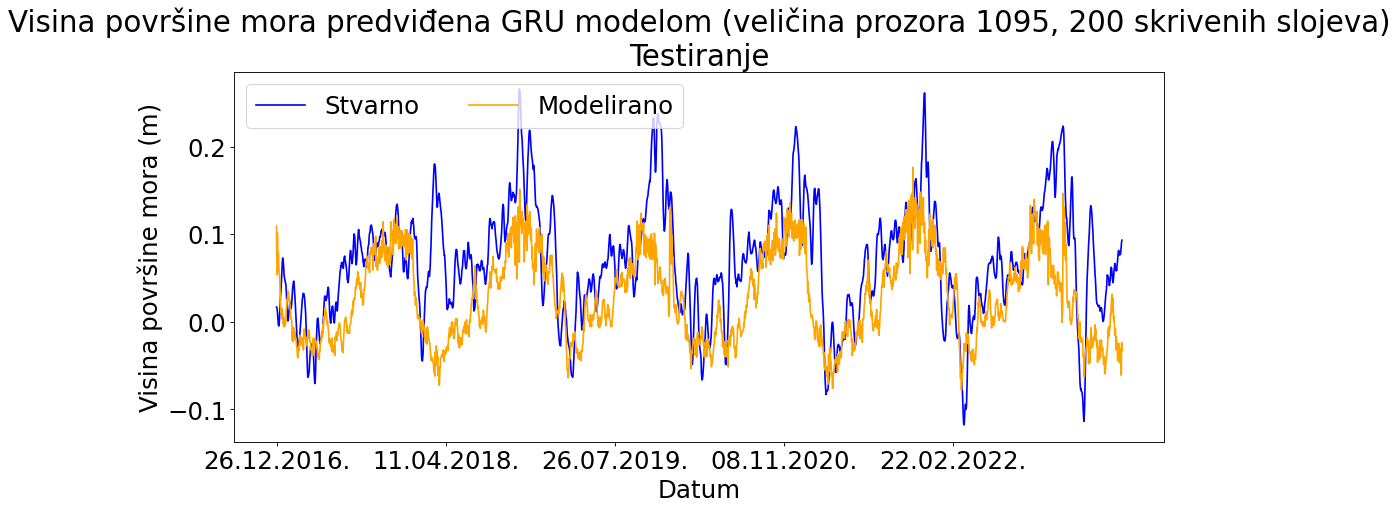 Visina površine mora predviđena GRU modelom (veličina prozora 1095, 200 skrivenih slojeva)
Testiranje
Stvarno
Modelirano
Visina površine mora (m)
0.2
0.1
0.0
−0.1
26.12.2016.
11.04.2018.
26.07.2019.
08.11.2020.
22.02.2022.
Datum